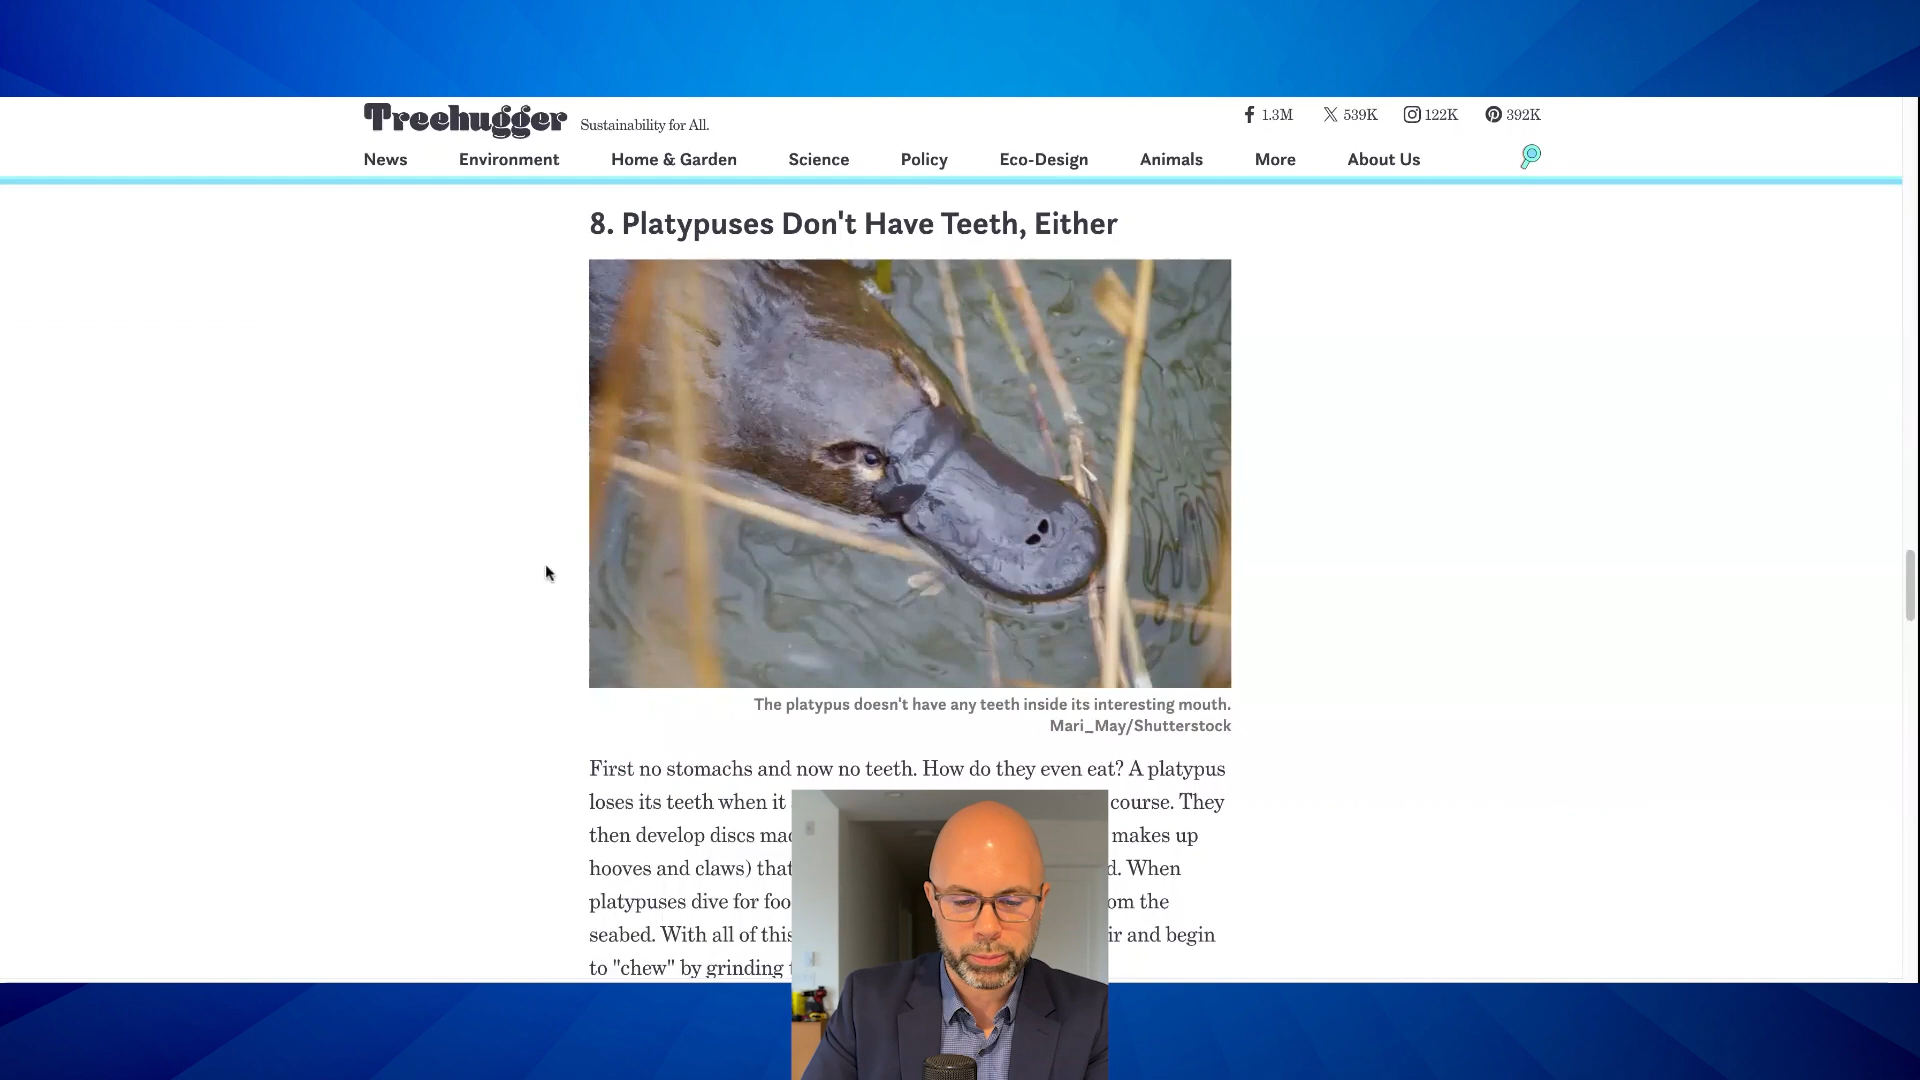 Treehugger Sustainability for All. 1.3M 539K 122K 392K
News Environment Home & Garden Science Policy Eco-Design Animals More About Us
8. Platypuses Don't Have Teeth, Either
The platypus doesn't have any teeth inside its interesting mouth.
Mari_May/Shutterstock
First no stomachs and now no teeth. How do they even eat? A platypus
loses its teeth when it course. They
then develop discs makes up
hooves and claws) that When
platypuses dive for the
seabed. With all of this and begin
to "chew" by grinding